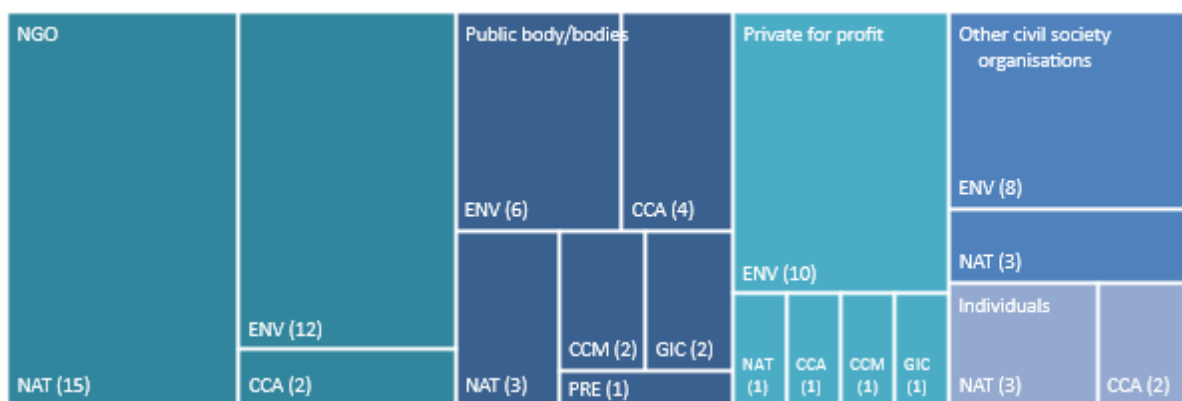 NGO
NAT (15)
ENV (12)
CCA (2)
Public body/bodies
ENV (6)
CCA (4)
NAT (3)
CCM (2)
GIC (2)
PRE (1)
Private for profit
ENV (10)
NAT
(1)
CCA
(1)
CCM
(1)
GIC
(1)
Other civil society
organisations
ENV (8)
NAT (3)
Individuals
NAT (3)
CCA (2)